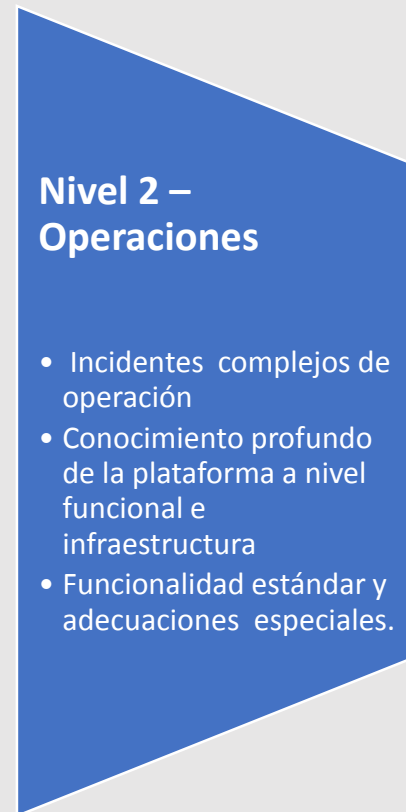 Nivel 2 –
Operaciones
• Incidentes complejos de
operación
• Conocimiento profundo
de la plataforma a nivel
funcional e
infraestructura
• Funcionalidad estándar y
adecuaciones especiales.